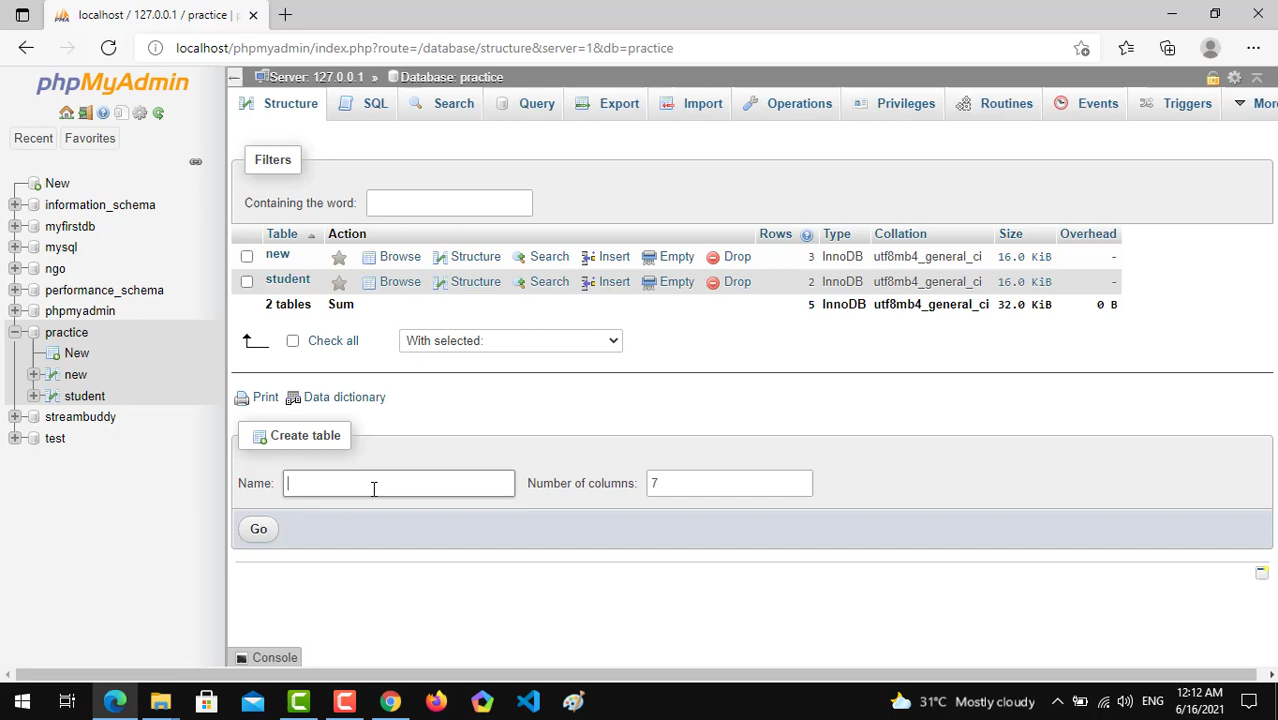 localhost / 127.0.0.1 / practice |
localhost/phpmyadmin/index.php?route=/database/structure&server=1&db=practice
phpMyAdmin
Recent Favorites
New
information_schema
myfirstdb
mysql
ngo
performance_schema
phpmyadmin
practice
New
new
student
streambuddy
test
Server: 127.0.0.1 » Database: practice
Structure SQL Search Query Export Import Operations Privileges Routines Events Triggers More
Filters
Containing the word:
Table Action Rows Type Collation Size Overhead
new Browse Structure Search Insert Empty Drop 3 InnoDB utf8mb4_general_ci 16.0 KiB -
student Browse Structure Search Insert Empty Drop 2 InnoDB utf8mb4_general_ci 16.0 KiB -
2 tables Sum 5 InnoDB utf8mb4_general_ci 32.0 KiB 0 B
Check all With selected:
Print Data dictionary
Create table
Name: Number of columns: 7
Go
Console
31°C Mostly cloudy ENG 12:12 AM
6/16/2021